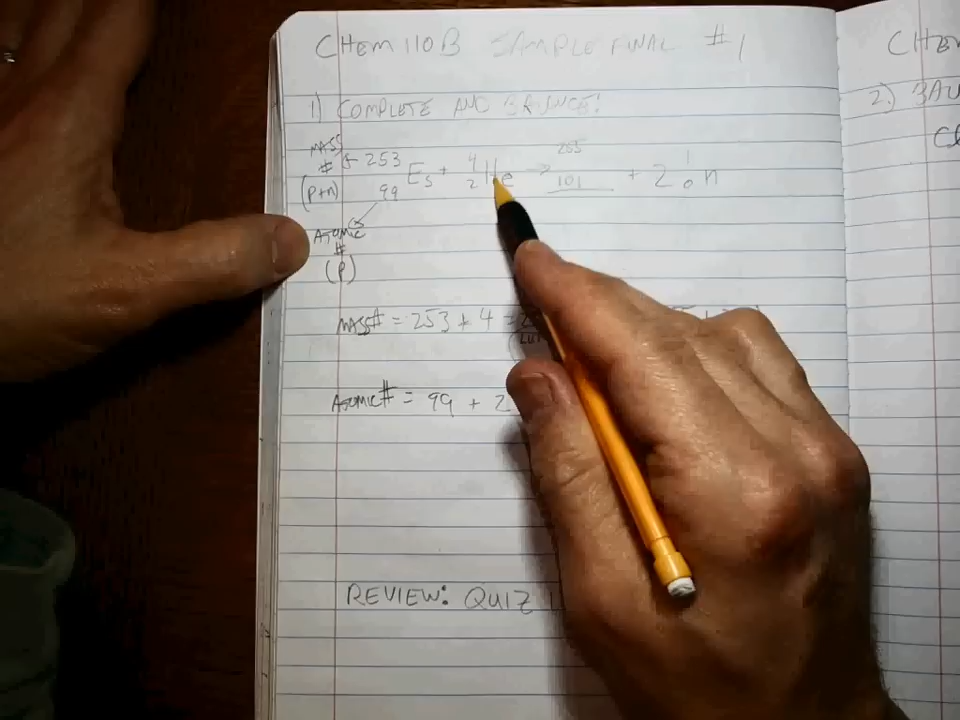 CHEM 110B SAMPLE FINAL #1
1) COMPLETE AND BALANCE:
MASS # (P+n) ← 253 99 Es + 4 2 He → 255 101 + 2 1 0 n
ATOMIC # (P)
MASS# = 253 + 4 =
ATOMIC# = 99 + 2
REVIEW: QUIZ
CHEM
2.)